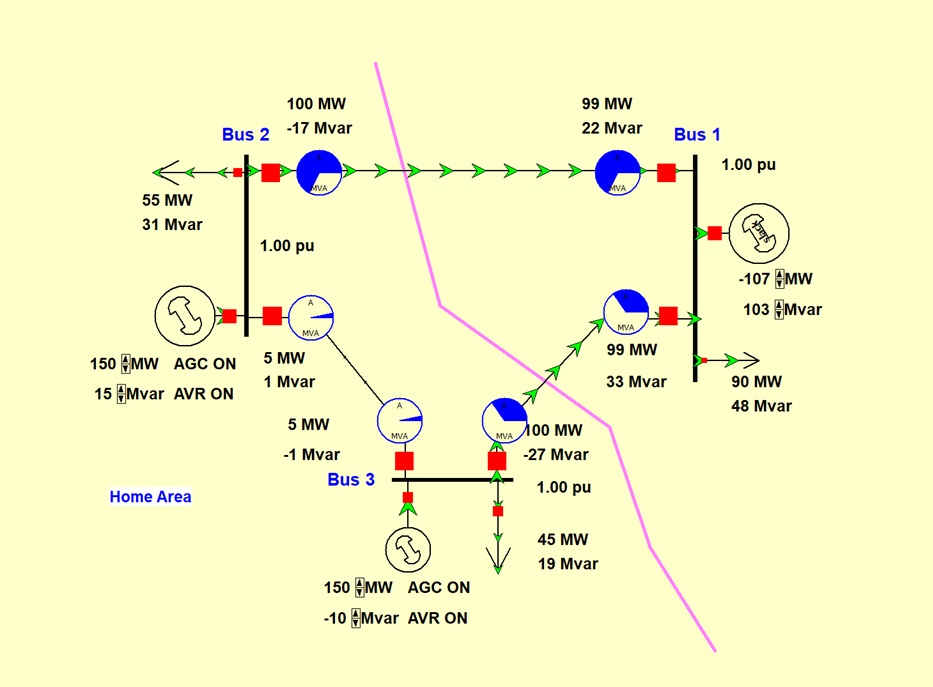 100 MW
-17 Mvar
99 MW
22 Mvar
Bus 2
Bus 1
A
MVA
A
MVA
1.00 pu
55 MW
31 Mvar
slack
1.00 pu
-107 MW
103 Mvar
A
MVA
A
MVA
150 MW AGC ON
15 Mvar AVR ON
5 MW
1 Mvar
99 MW
33 Mvar
90 MW
48 Mvar
5 MW
-1 Mvar
A
MVA
A
MVA
100 MW
-27 Mvar
Bus 3
1.00 pu
Home Area
45 MW
19 Mvar
150 MW AGC ON
-10 Mvar AVR ON